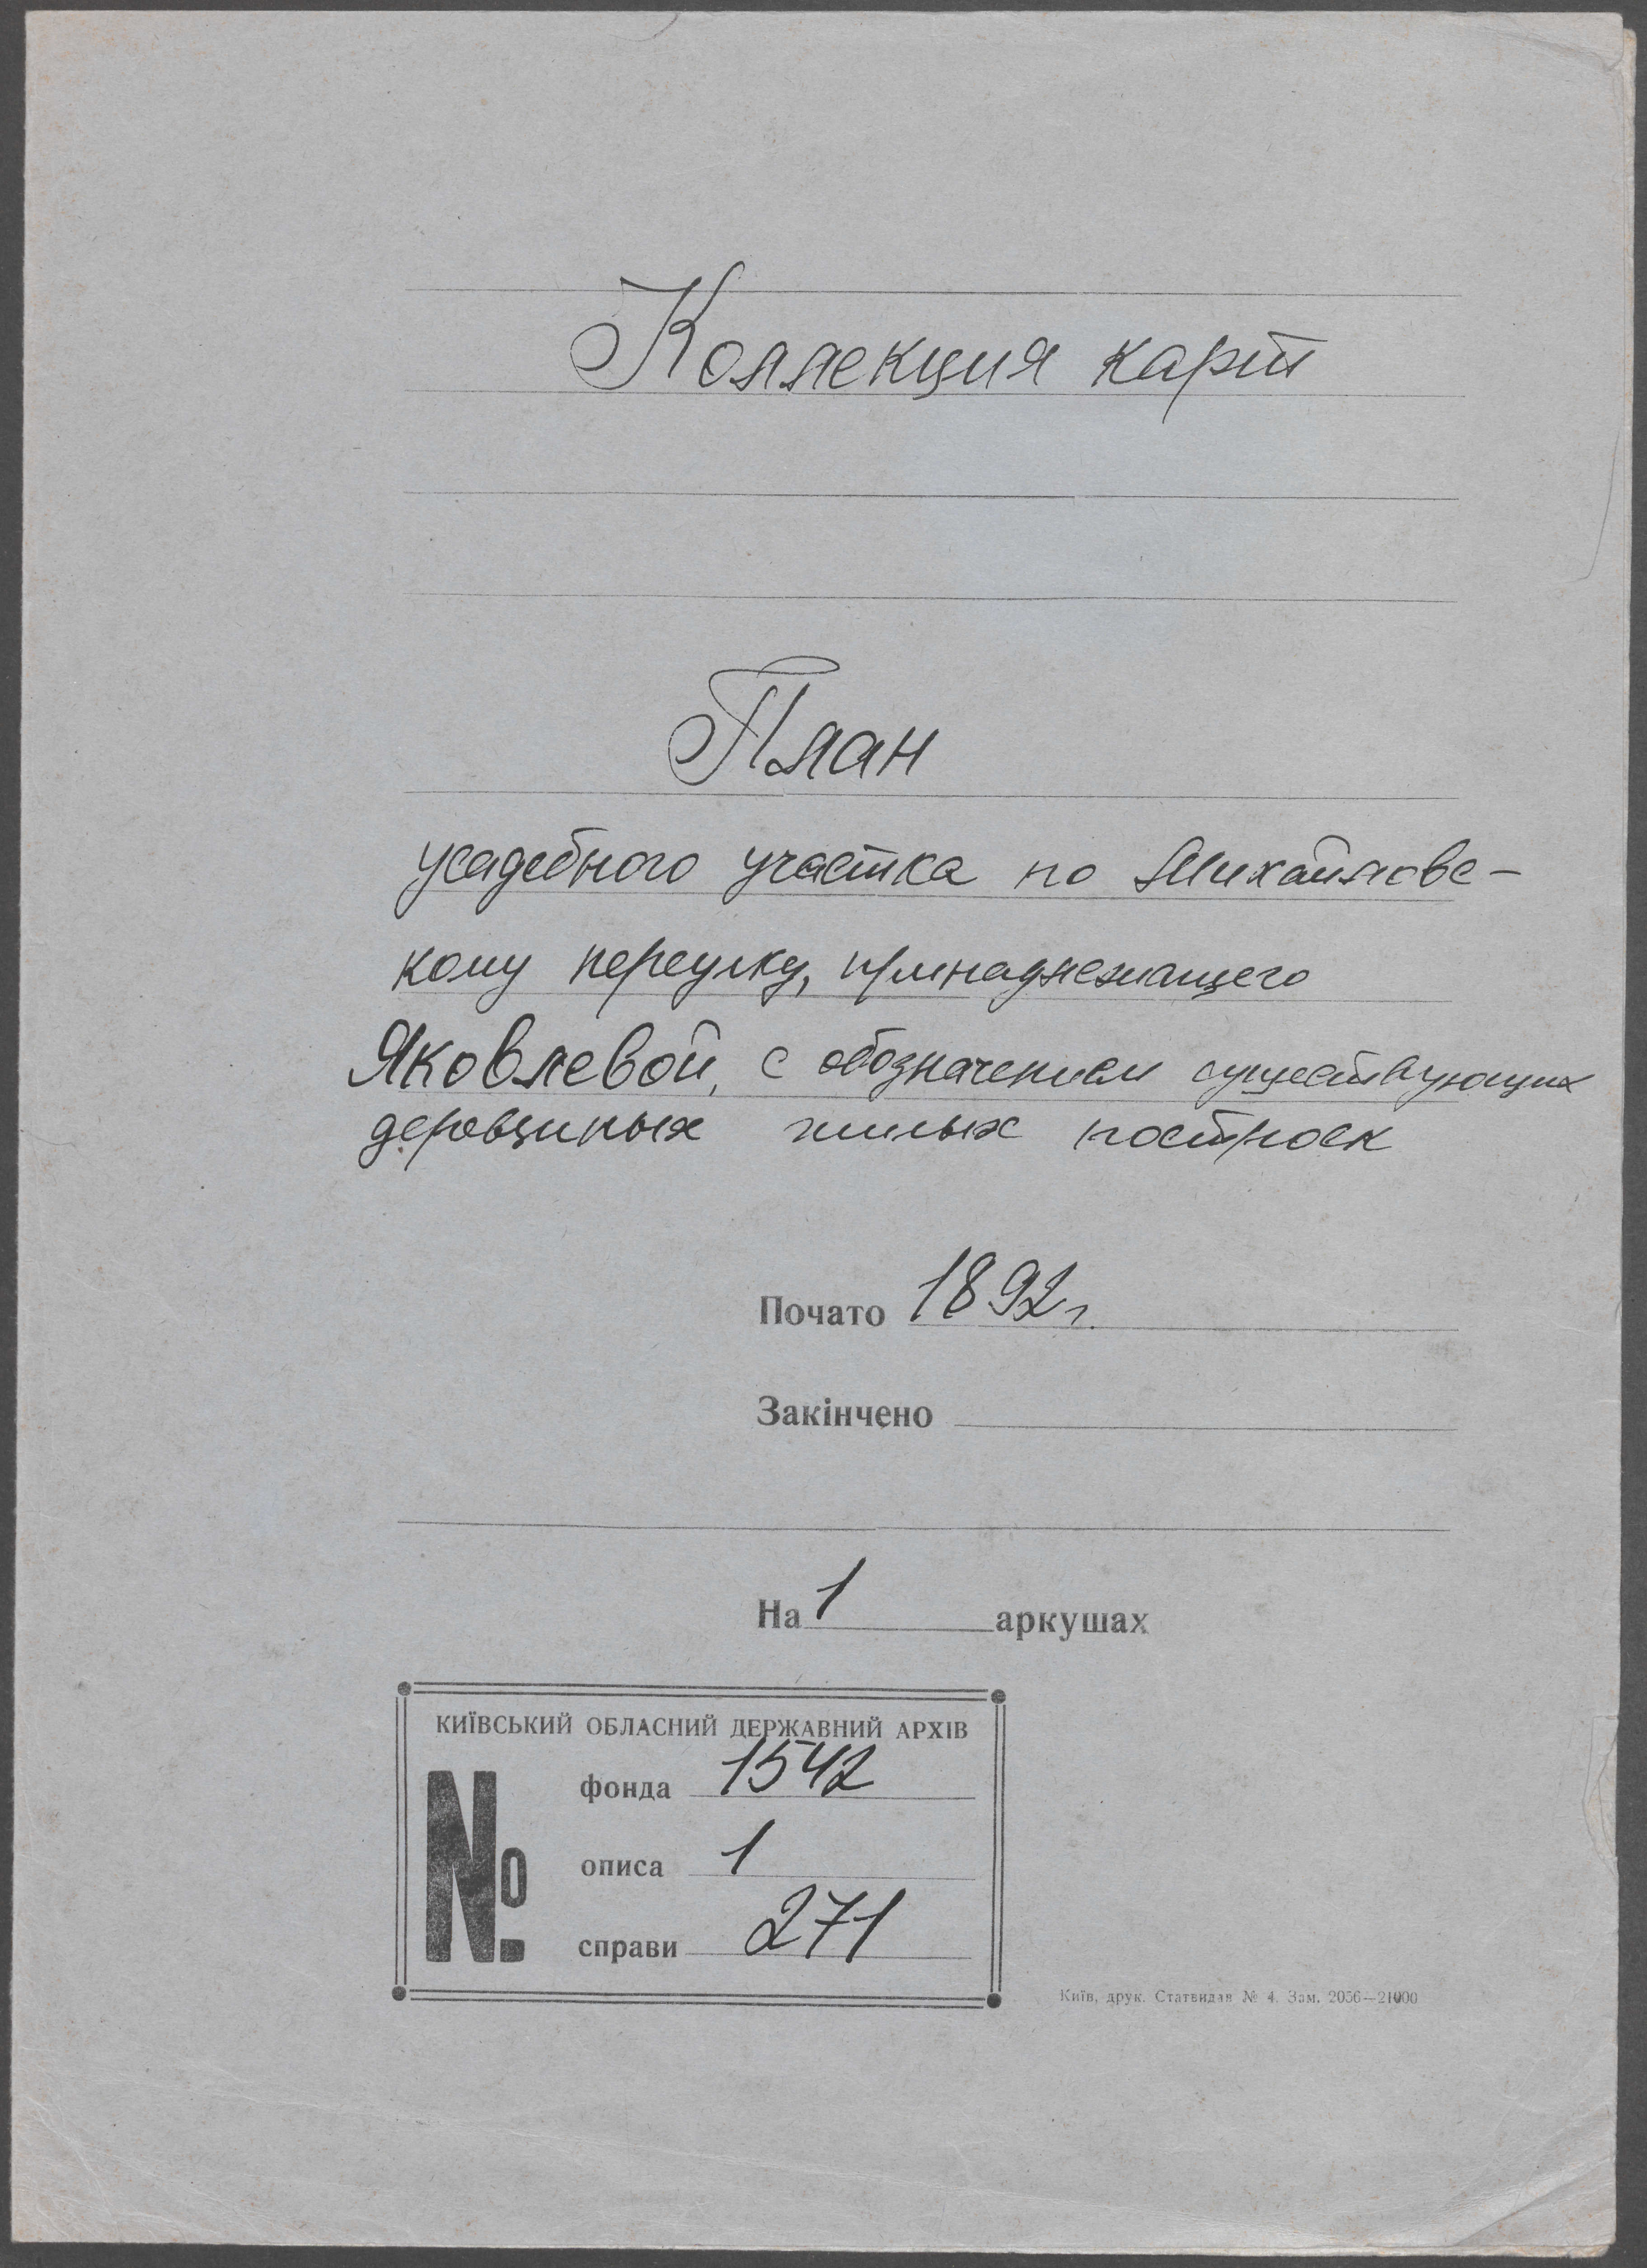 Коллекция карт
План
усадебного участка по Михайловс-
кому переулку, принадлежащего
Яковлевой, с обозначением существующих
деревянных жилых построек
Почато 1892 г.
Закінчено
На 1 аркушах
КИЇВСЬКИЙ ОБЛАСНИЙ ДЕРЖАВНИЙ АРХІВ
№
фонда 1542
описа 1
справи 271
Київ, друк. Статвидав № 4. Зам. 2056—21000